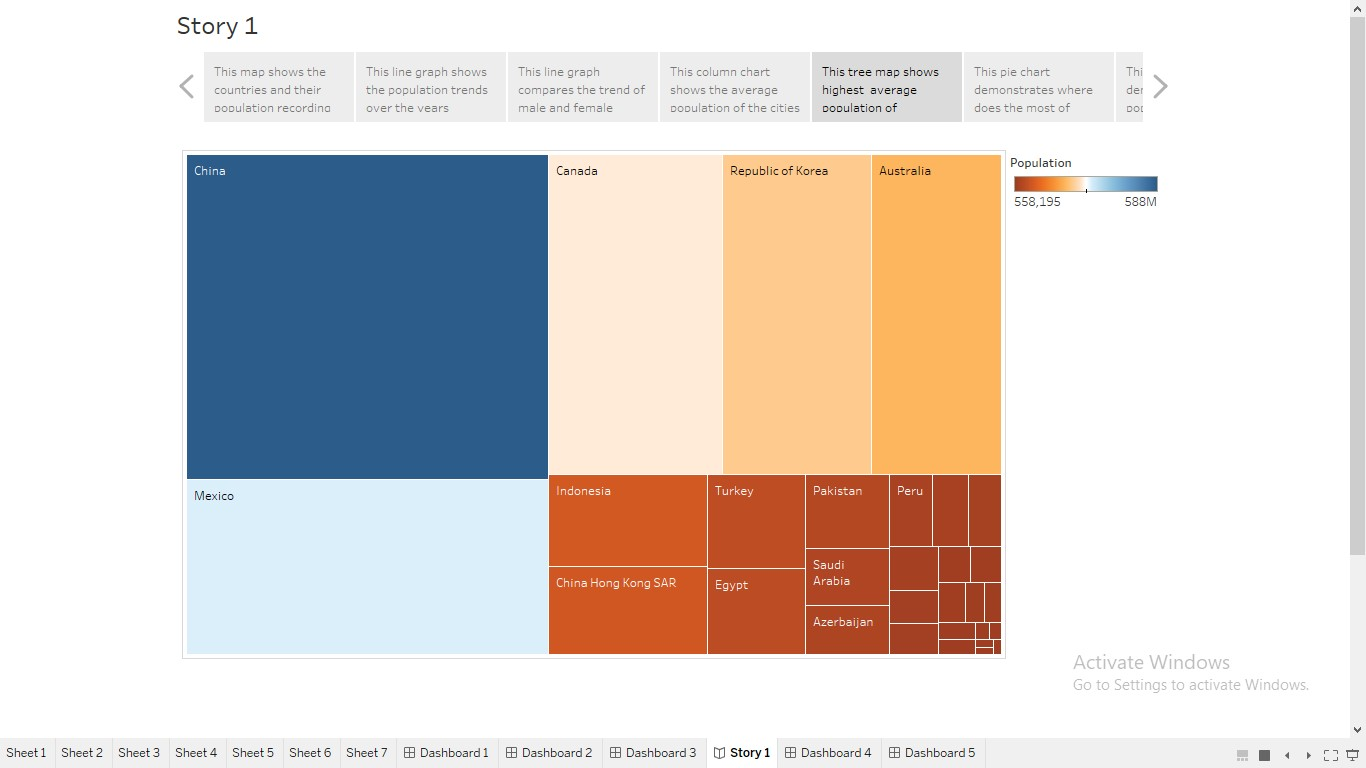 Story 1
This map shows the
countries and their
population recording
This line graph shows
the population trends
over the years
This line graph
compares the trend of
male and female
This column chart
shows the average
population of the cities
This tree map shows
highest average
population of
This pie chart
demonstrates where
does the most of
Thi
der
pop
China
Canada
Republic of Korea
Australia
Mexico
Indonesia
China Hong Kong SAR
Turkey
Egypt
Pakistan
Saudi
Arabia
Azerbaijan
Peru
Population
558,195 588M
Activate Windows
Go to Settings to activate Windows.
Sheet 1 Sheet 2 Sheet 3 Sheet 4 Sheet 5 Sheet 6 Sheet 7 Dashboard 1 Dashboard 2 Dashboard 3 Story 1 Dashboard 4 Dashboard 5